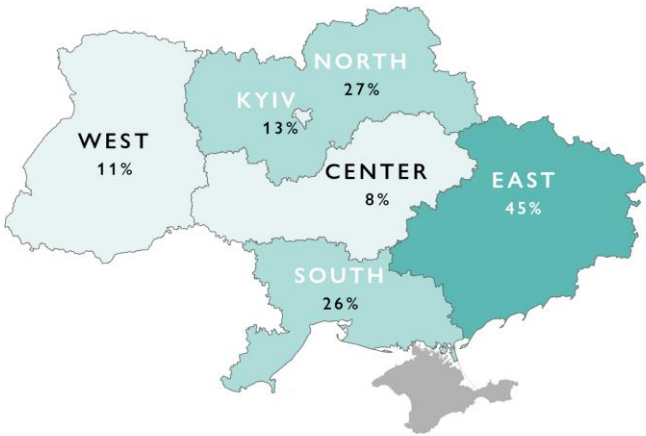 NORTH
27%
KYIV
13%
WEST
11%
CENTER
8%
EAST
45%
SOUTH
26%